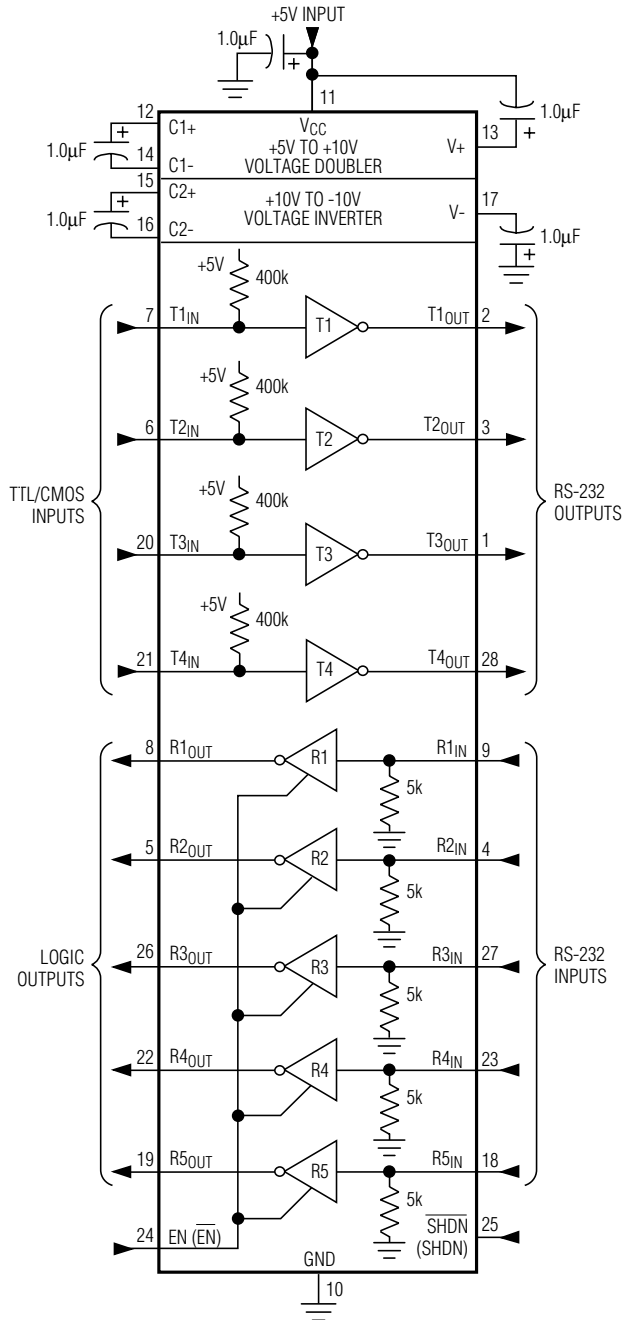 +5V INPUT
1.0µF
+
11
12
C1+
VCC
+5V TO +10V
VOLTAGE DOUBLER
V+
13
1.0µF
+
1.0µF
+
14
C1-
15
C2+
+10V TO -10V
VOLTAGE INVERTER
V-
17
1.0µF
+
1.0µF
+
16
C2-
+5V
400k
7
T1IN
T1
T1OUT
2
+5V
400k
6
T2IN
T2
T2OUT
3
TTL/CMOS
INPUTS
RS-232
OUTPUTS
+5V
400k
20
T3IN
T3
T3OUT
1
+5V
400k
21
T4IN
T4
T4OUT
28
8
R1OUT
R1
R1IN
9
5k
5
R2OUT
R2
R2IN
4
5k
LOGIC
OUTPUTS
RS-232
INPUTS
26
R3OUT
R3
R3IN
27
5k
22
R4OUT
R4
R4IN
23
5k
19
R5OUT
R5
R5IN
18
5k
24
EN (E̅N̅)
S̅H̅D̅N̅
(SHDN)
25
GND
10